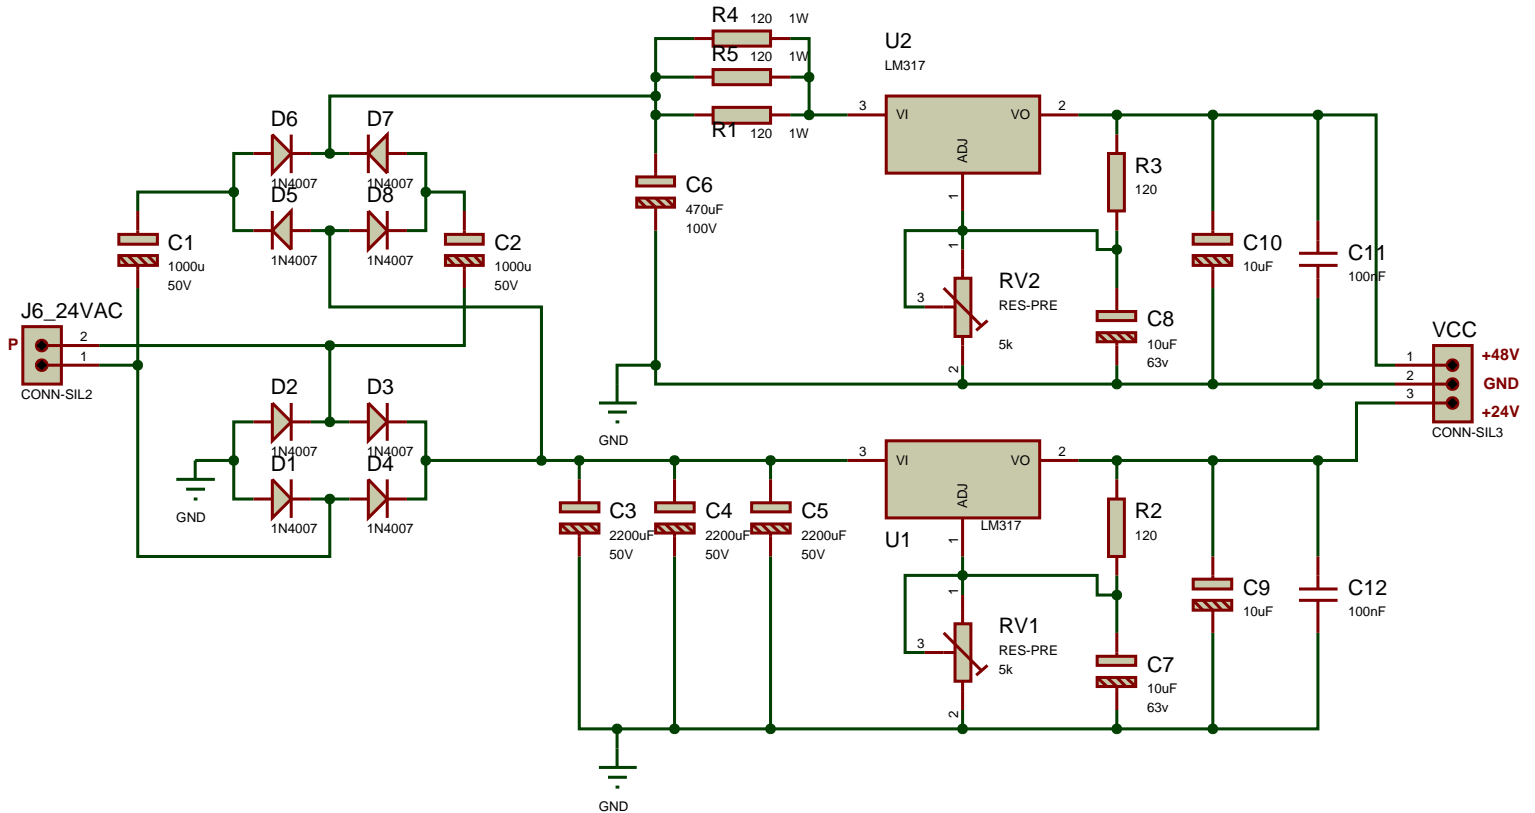 R4 120 1W
R5 120 1W
R1 120 1W
U2
LM317
3 VI VO 2
ADJ
1
D6 D7
1N4007 1N4007
D5 D8
1N4007 1N4007
C1
1000u
50V
C2
1000u
50V
C6
470uF
100V
R3
120
1
RV2
RES-PRE
3
5k
2
C8
10uF
63v
C10
10uF
C11
100nF
J6_24VAC
P
2
1
CONN-SIL2
VCC
1 +48V
2 GND
3 +24V
CONN-SIL3
GND
D2 D3
1N4007 1N4007
D1 D4
1N4007 1N4007
GND
3 VI VO 2
ADJ
LM317
U1
1
C3
2200uF
50V
C4
2200uF
50V
C5
2200uF
50V
R2
120
1
RV1
RES-PRE
3
5k
2
C7
10uF
63v
C9
10uF
C12
100nF
GND